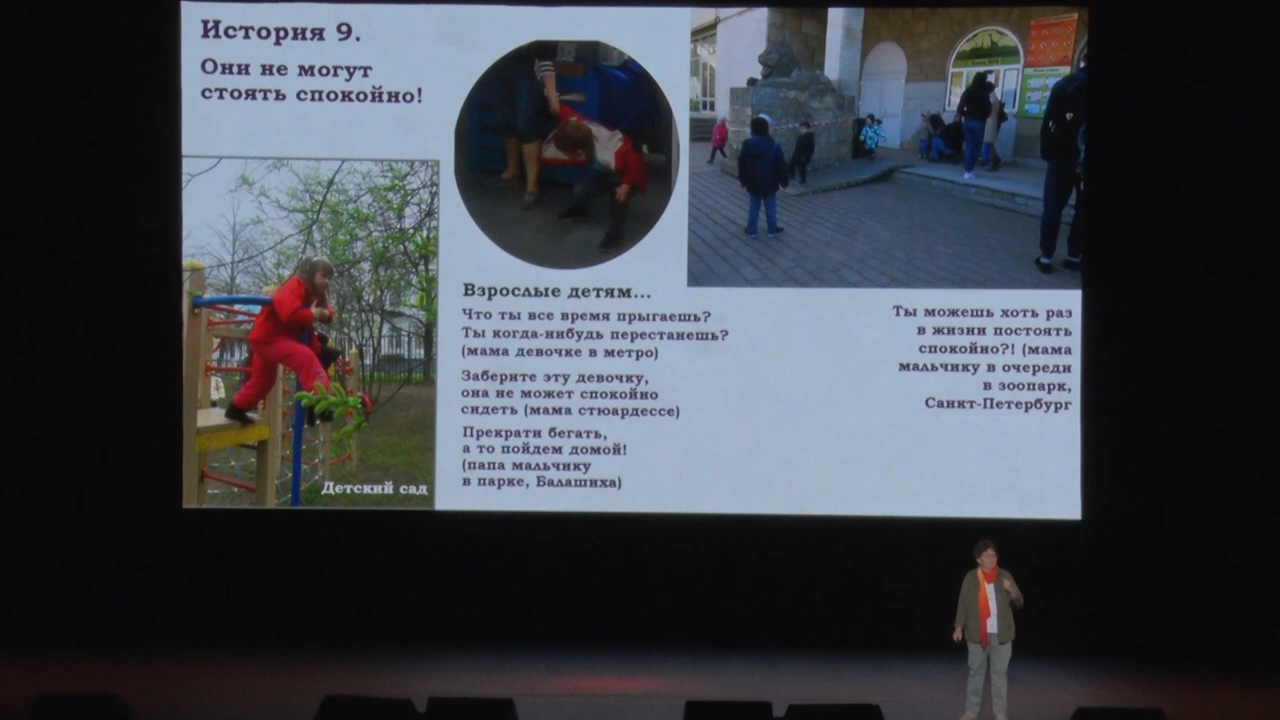 История 9.
Они не могут
стоять спокойно!
Детский сад
Взрослые детям...
Что ты все время прыгаешь?
Ты когда-нибудь перестанешь?
(мама девочке в метро)
Заберите эту девочку,
она не может спокойно
сидеть (мама стюардессе)
Прекрати бегать,
а то пойдем домой!
(папа мальчику
в парке, Балашиха)
Ты можешь хоть раз
в жизни постоять
спокойно?! (мама
мальчику в очереди
в зоопарк,
Санкт-Петербург